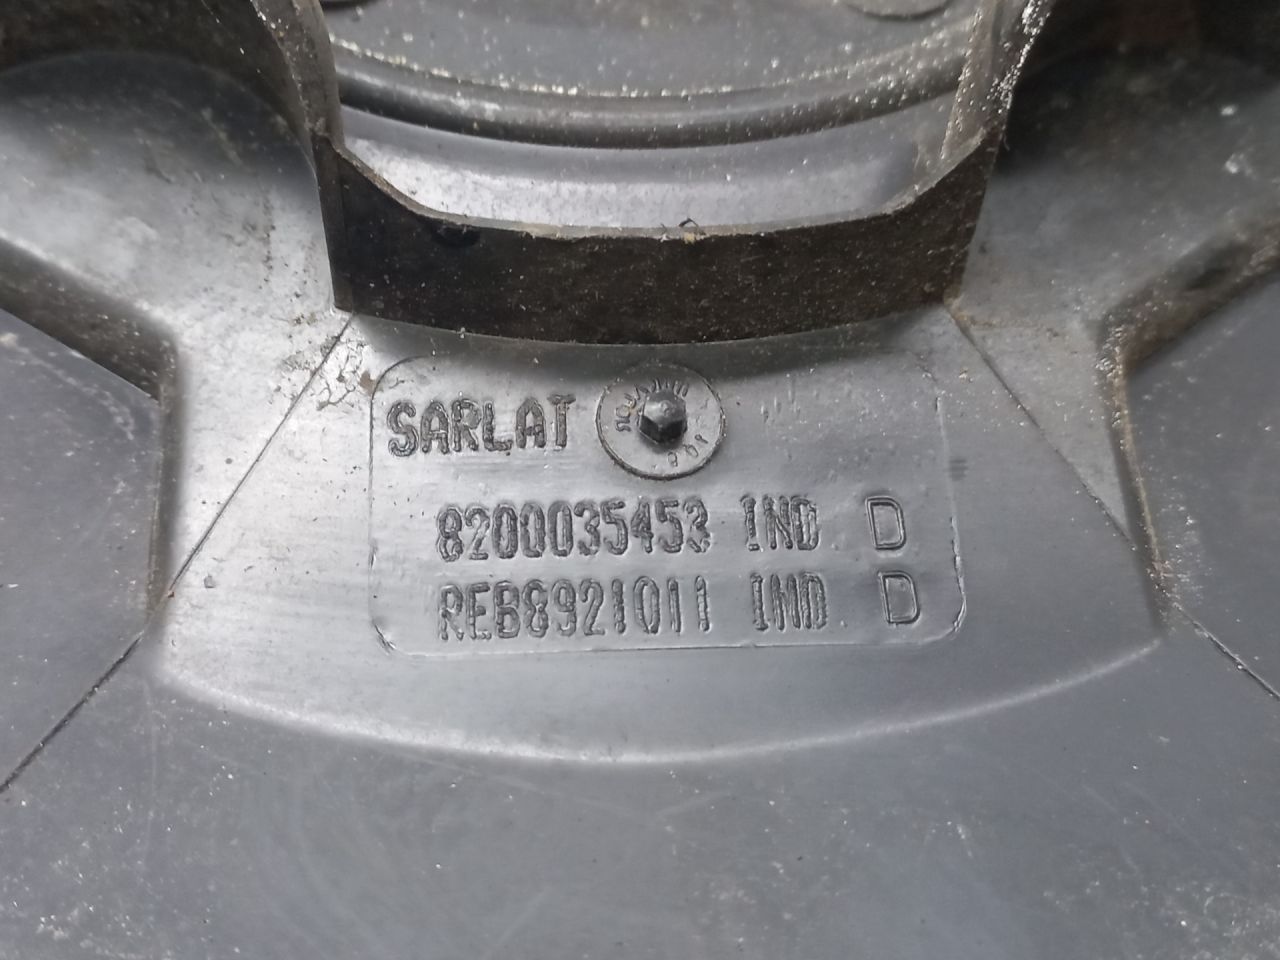 SARLAT
8200035453 IND. D
REB8921011 IND. D